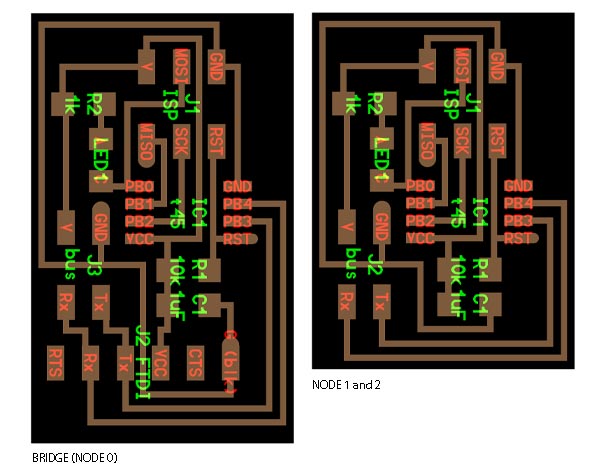 V
MOSI
GND
1k
R2
ISP
J1
LED1
C
MISO
SCK
RST
PB0
PB1
PB2
VCC
t45
IC1
GND
PB4
PB3
RST
V
GND
bus
J3
10k
R1
1uF
C1
Rx
Tx
J2 FTDI
RTS
Rx
Tx
VCC
CTS
G (blk)
BRIDGE (NODE 0)
V
MOSI
GND
1k
R2
ISP
J1
LED1
C
MISO
SCK
RST
PB0
PB1
PB2
VCC
t45
IC1
GND
PB4
PB3
RST
V
GND
bus
J2
10k
R1
1uF
C1
Rx
Tx
NODE 1 and 2